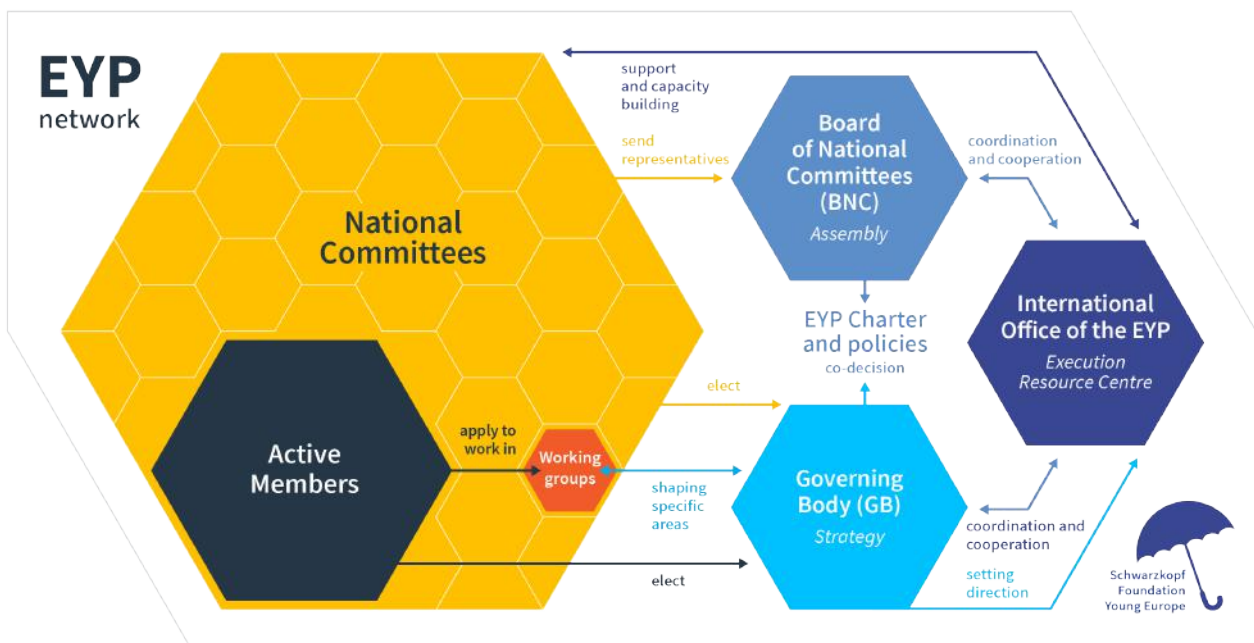 EYP
network
support
and capacity
building
send
representatives
Board
of National
Committees
(BNC)
Assembly
coordination
and cooperation
National
Committees
International
Office of the EYP
Execution
Resource Centre
EYP Charter
and policies
co-decision
elect
Active
Members
apply to
work in
Working
groups
shaping
specific
areas
Governing
Body (GB)
Strategy
coordination and
cooperation
elect
setting
direction
Schwarzkopf
Foundation
Young Europe